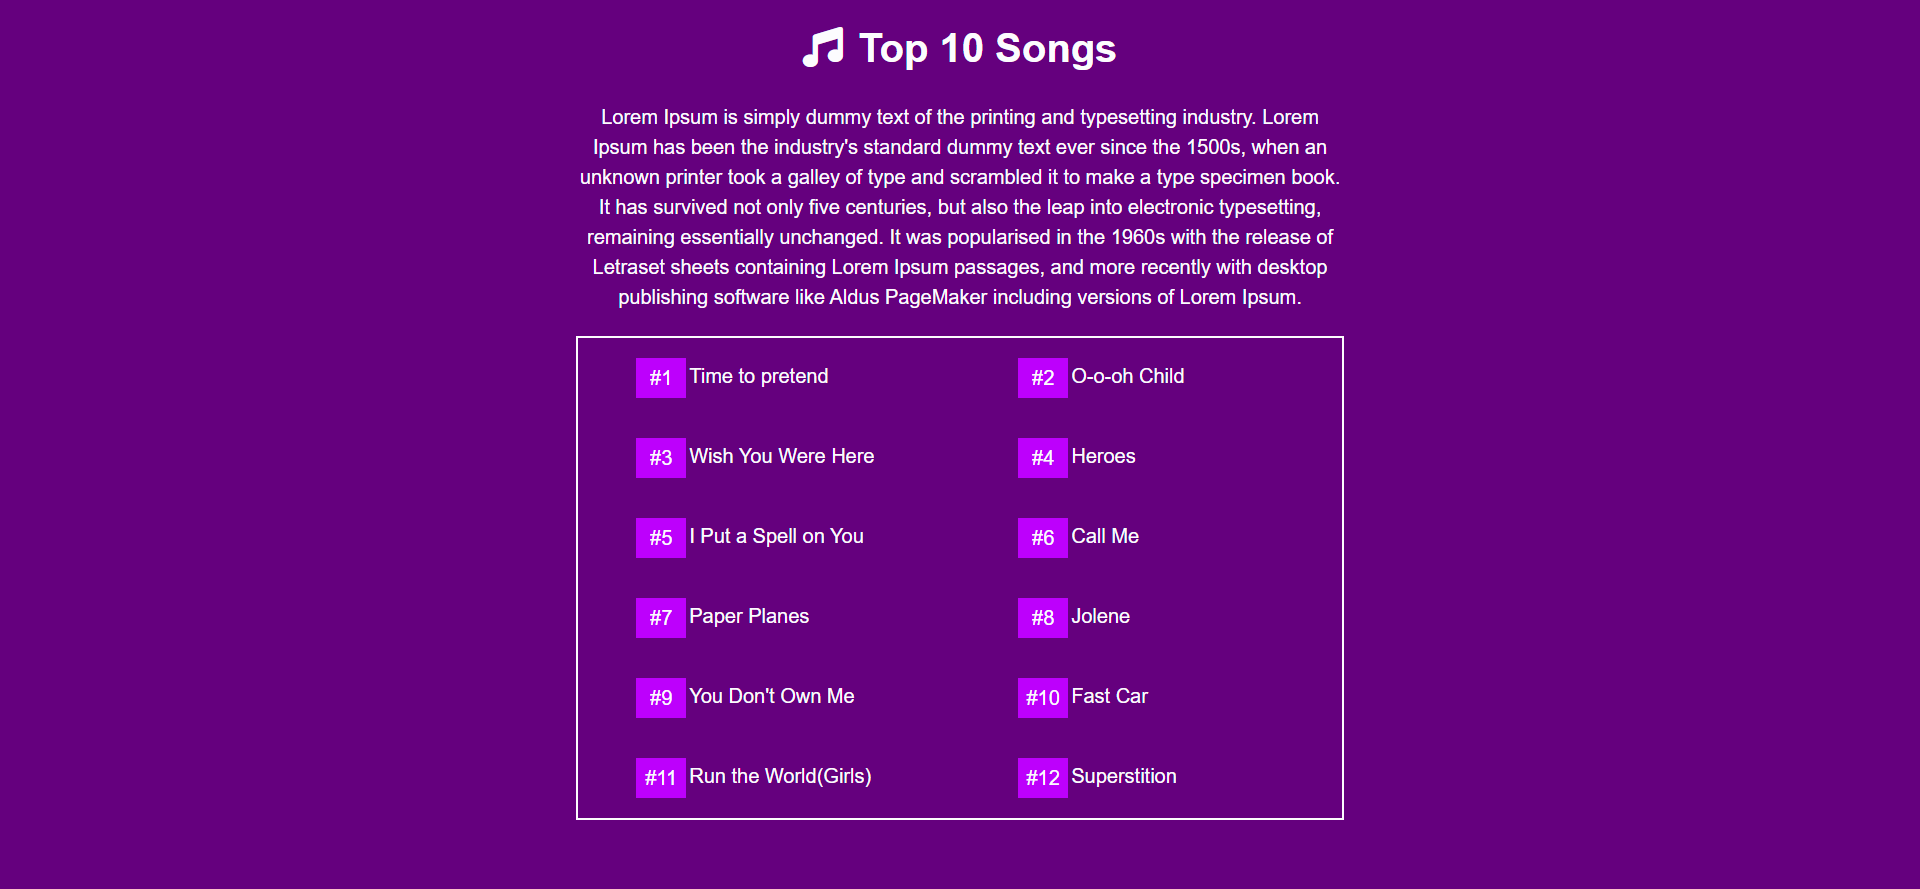 Top 10 Songs
Lorem Ipsum is simply dummy text of the printing and typesetting industry. Lorem
Ipsum has been the industry's standard dummy text ever since the 1500s, when an
unknown printer took a galley of type and scrambled it to make a type specimen book.
It has survived not only five centuries, but also the leap into electronic typesetting,
remaining essentially unchanged. It was popularised in the 1960s with the release of
Letraset sheets containing Lorem Ipsum passages, and more recently with desktop
publishing software like Aldus PageMaker including versions of Lorem Ipsum.
#1 Time to pretend
#2 O-o-oh Child
#3 Wish You Were Here
#4 Heroes
#5 I Put a Spell on You
#6 Call Me
#7 Paper Planes
#8 Jolene
#9 You Don't Own Me
#10 Fast Car
#11 Run the World(Girls)
#12 Superstition